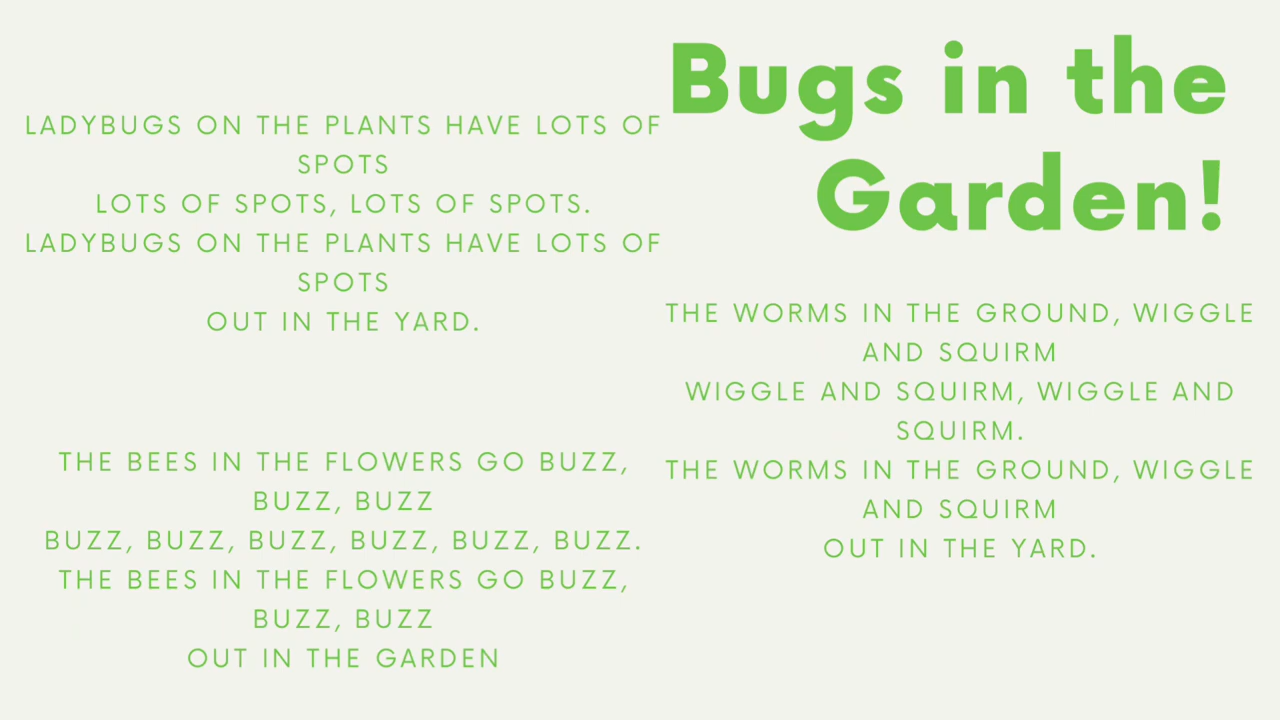 Bugs in the
Garden!
LADYBUGS ON THE PLANTS HAVE LOTS OF
SPOTS
LOTS OF SPOTS, LOTS OF SPOTS.
LADYBUGS ON THE PLANTS HAVE LOTS OF
SPOTS
OUT IN THE YARD.
THE BEES IN THE FLOWERS GO BUZZ,
BUZZ, BUZZ
BUZZ, BUZZ, BUZZ, BUZZ, BUZZ, BUZZ.
THE BEES IN THE FLOWERS GO BUZZ,
BUZZ, BUZZ
OUT IN THE GARDEN
THE WORMS IN THE GROUND, WIGGLE
AND SQUIRM
WIGGLE AND SQUIRM, WIGGLE AND
SQUIRM.
THE WORMS IN THE GROUND, WIGGLE
AND SQUIRM
OUT IN THE YARD.